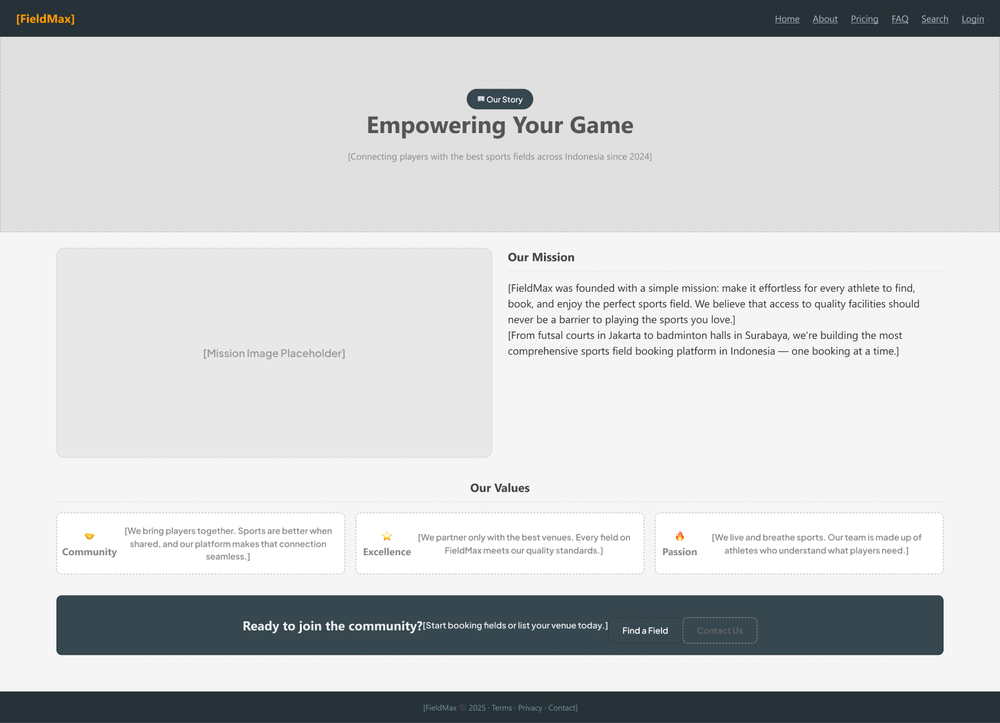 [FieldMax]
Home About Pricing FAQ Search Login
Our Story
Empowering Your Game
[Connecting players with the best sports fields across Indonesia since 2024]
[Mission Image Placeholder]
Our Mission
[FieldMax was founded with a simple mission: make it effortless for every athlete to find,
book, and enjoy the perfect sports field. We believe that access to quality facilities should
never be a barrier to playing the sports you love.]
[From futsal courts in Jakarta to badminton halls in Surabaya, we're building the most
comprehensive sports field booking platform in Indonesia — one booking at a time.]
Our Values
Community
[We bring players together. Sports are better when
shared, and our platform makes that connection
seamless.]
Excellence
[We partner only with the best venues. Every field on
FieldMax meets our quality standards.]
Passion
[We live and breathe sports. Our team is made up of
athletes who understand what players need.]
Ready to join the community?[Start booking fields or list your venue today.]
Find a Field
Contact Us
[FieldMax © 2025 · Terms · Privacy · Contact]